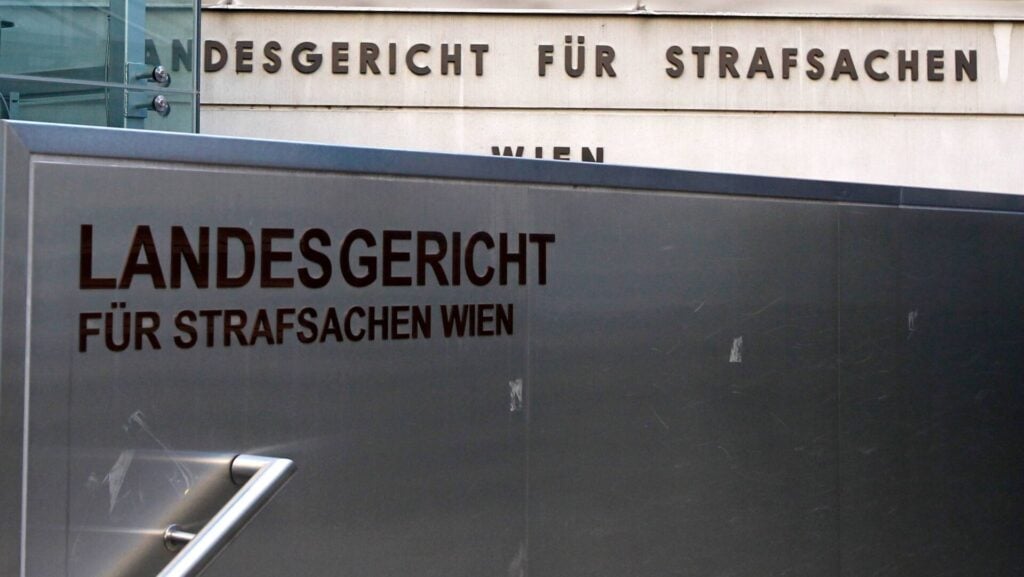 LANDESGERICHT FÜR STRAFSACHEN
WIEN
LANDESGERICHT
FÜR STRAFSACHEN WIEN